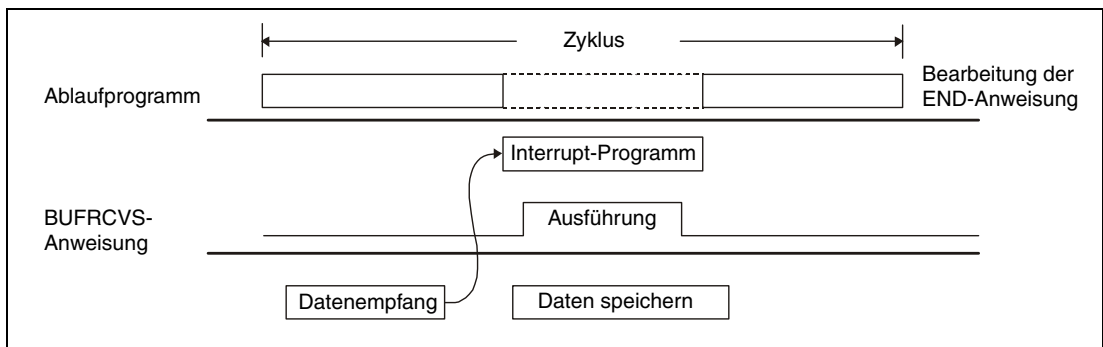 Zyklus
Ablaufprogramm
Bearbeitung der
END-Anweisung
Interrupt-Programm
BUFRCVS-
Anweisung
Ausführung
Datenempfang
Daten speichern